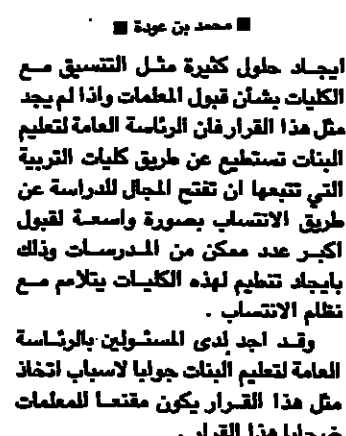 ■ محمد بن عودة ■
ايجاد حلول كثيرة مثل التنسيق مع
الكليات بشأن قبول المعلمات واذا لم يجد
مثل هذا القرار فان الرئاسة العامة لتعليم
البنات تستطيع عن طريق كليات التربية
التي تتبعها ان تفتح المجال للدراسة عن
طريق الانتساب بصورة واسعة لقبول
اكبر عدد ممكن من المدرسات وذلك
بايجاد تنظيم لهذه الكليات يتلاءم مع
نظام الانتساب .
وقد اجد لدى المسئولين بالرئاسة
العامة لتعليم البنات جوابا لاسباب اتخاذ
مثل هذا القرار يكون مقنعا للمعلمات
ضحايا هذا القرار .